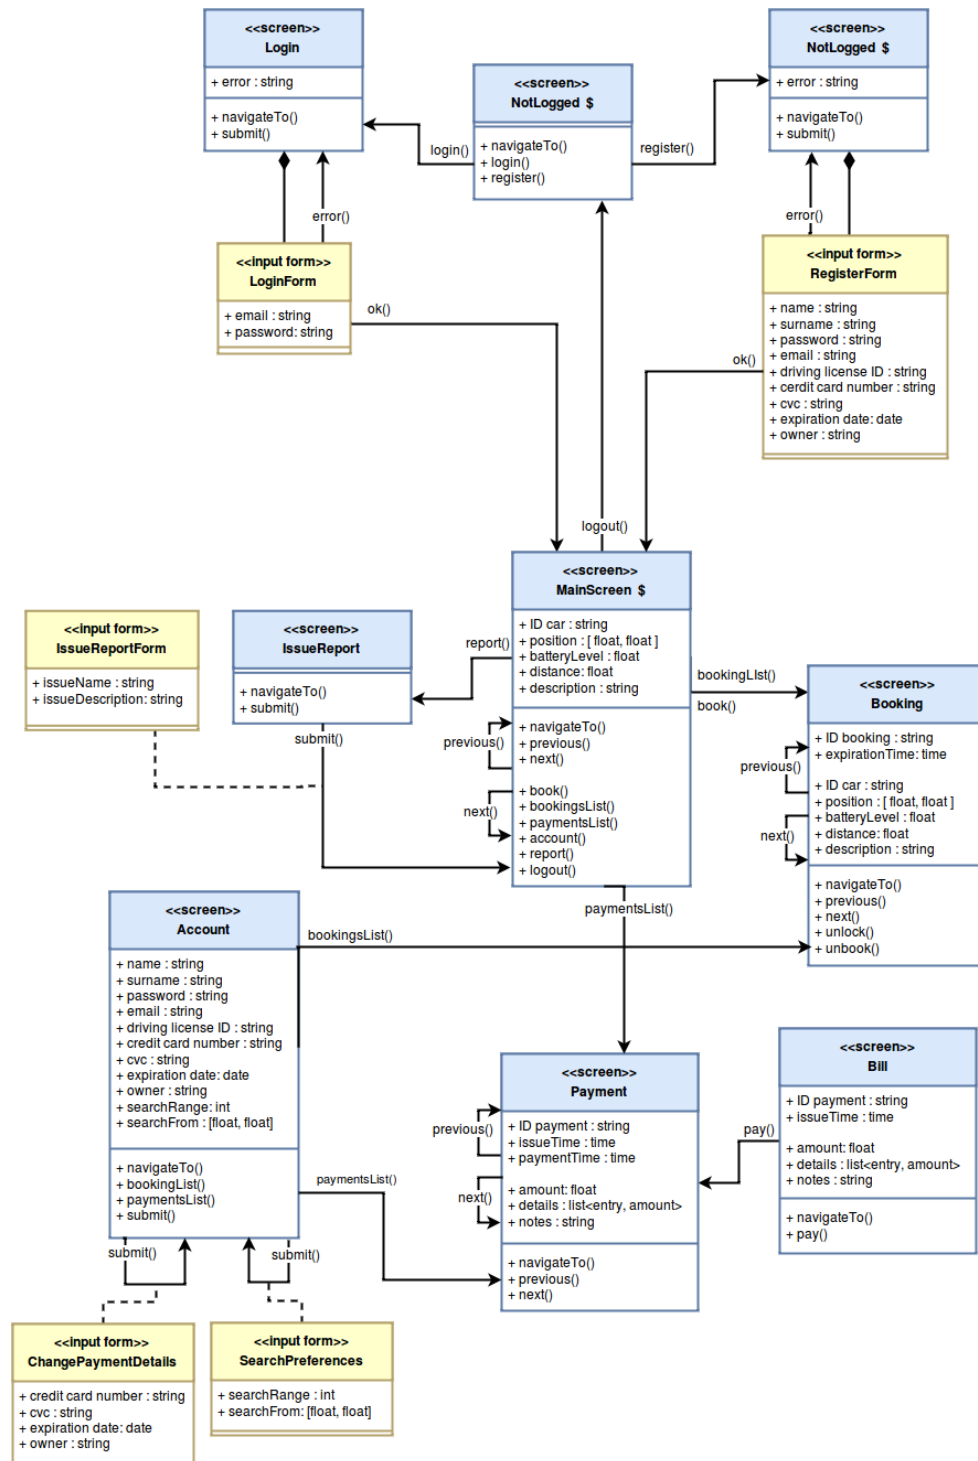 <<screen>>
Login
+ error : string
+ navigateTo()
+ submit()
<<screen>>
NotLogged $
+ navigateTo()
+ login()
+ register()
<<screen>>
NotLogged $
+ error : string
+ navigateTo()
+ submit()
login()
register()
error()
error()
<<input form>>
LoginForm
+ email : string
+ password: string
ok()
<<input form>>
RegisterForm
+ name : string
+ surname : string
+ password : string
+ email : string
+ driving license ID : string
+ cerdit card number : string
+ cvc : string
+ expiration date: date
+ owner : string
ok()
logout()
<<screen>>
MainScreen $
+ ID car : string
+ position : [ float, float ]
+ batteryLevel : float
+ distance: float
+ description : string
+ navigateTo()
+ previous()
+ next()
+ book()
+ bookingsList()
+ paymentsList()
+ account()
+ report()
+ logout()
previous()
next()
<<input form>>
IssueReportForm
+ issueName : string
+ issueDescription: string
<<screen>>
IssueReport
+ navigateTo()
+ submit()
report()
submit()
bookingLIst()
book()
<<screen>>
Booking
+ ID booking : string
+ expirationTime: time
+ ID car : string
+ position : [ float, float ]
+ batteryLevel : float
+ distance: float
+ description : string
+ navigateTo()
+ previous()
+ next()
+ unlock()
+ unbook()
previous()
next()
paymentsList()
<<screen>>
Account
+ name : string
+ surname : string
+ password : string
+ email : string
+ driving license ID : string
+ credit card number : string
+ cvc : string
+ expiration date: date
+ owner : string
+ searchRange: int
+ searchFrom : [float, float]
+ navigateTo()
+ bookingList()
+ paymentsList()
+ submit()
bookingsList()
paymentsList()
submit()
submit()
<<screen>>
Payment
+ ID payment : string
+ issueTime : time
+ paymentTime : time
+ amount: float
+ details : list<entry, amount>
+ notes : string
+ navigateTo()
+ previous()
+ next()
previous()
next()
pay()
<<screen>>
Bill
+ ID payment : string
+ issueTime : time
+ amount: float
+ details : list<entry, amount>
+ notes : string
+ navigateTo()
+ pay()
<<input form>>
ChangePaymentDetails
+ credit card number : string
+ cvc : string
+ expiration date: date
+ owner : string
<<input form>>
SearchPreferences
+ searchRange : int
+ searchFrom: [float, float]